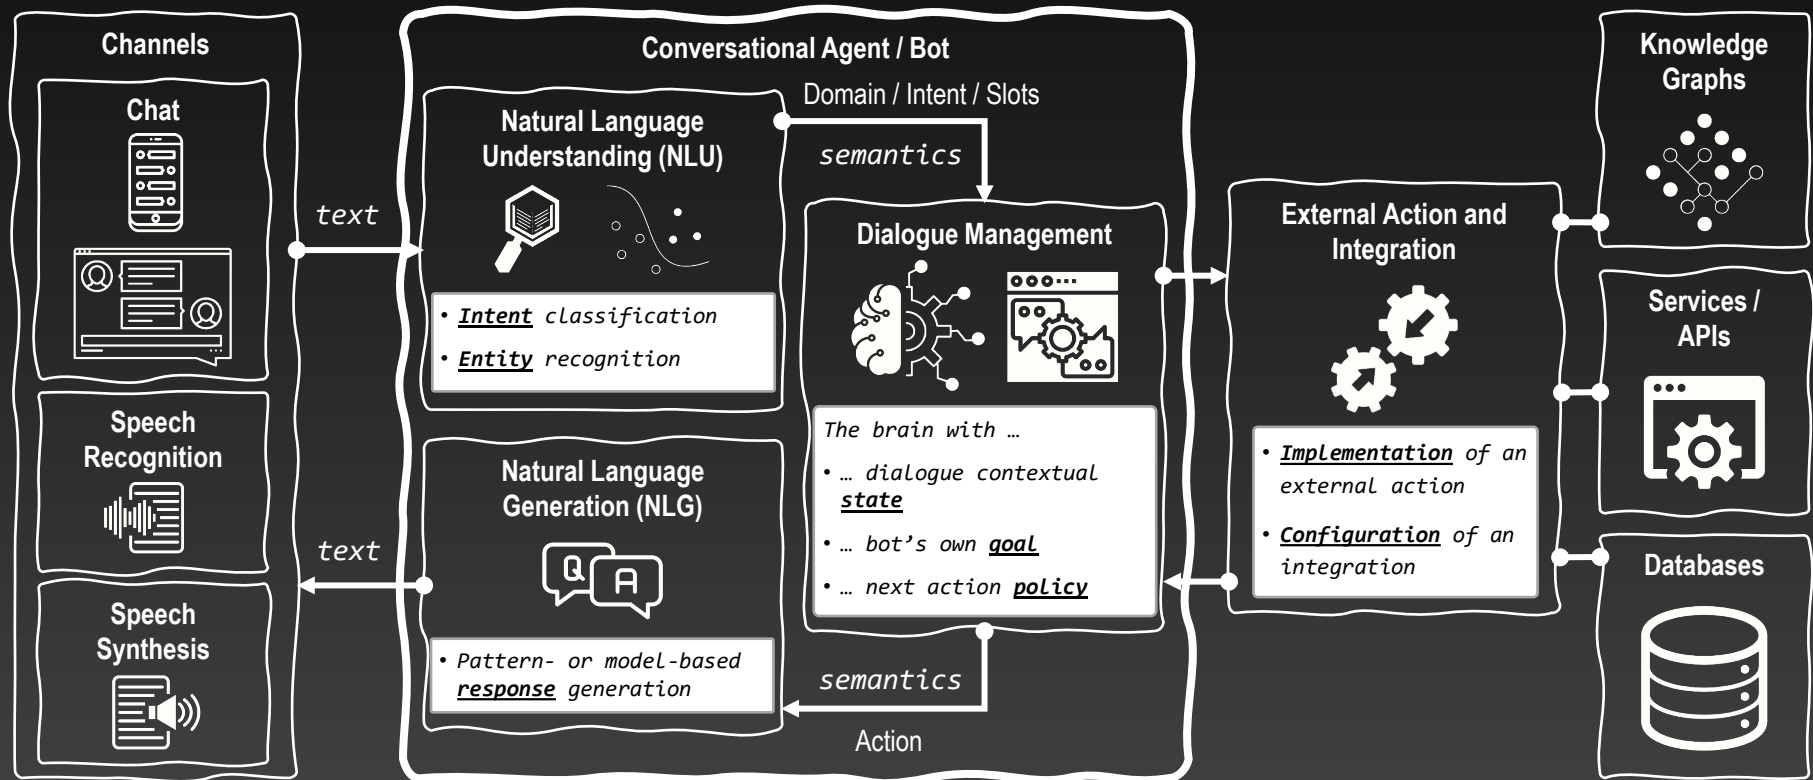 Channels
Chat
Speech
Recognition
Speech
Synthesis
text
text
Conversational Agent / Bot
Natural Language
Understanding (NLU)
• Intent classification
• Entity recognition
Natural Language
Generation (NLG)
Q A
• Pattern- or model-based
response generation
Domain / Intent / Slots
semantics
Dialogue Management
The brain with …
• … dialogue contextual
state
• … bot’s own goal
• … next action policy
semantics
Action
External Action and
Integration
• Implementation of an
external action
• Configuration of an
integration
Knowledge
Graphs
Services /
APIs
Databases